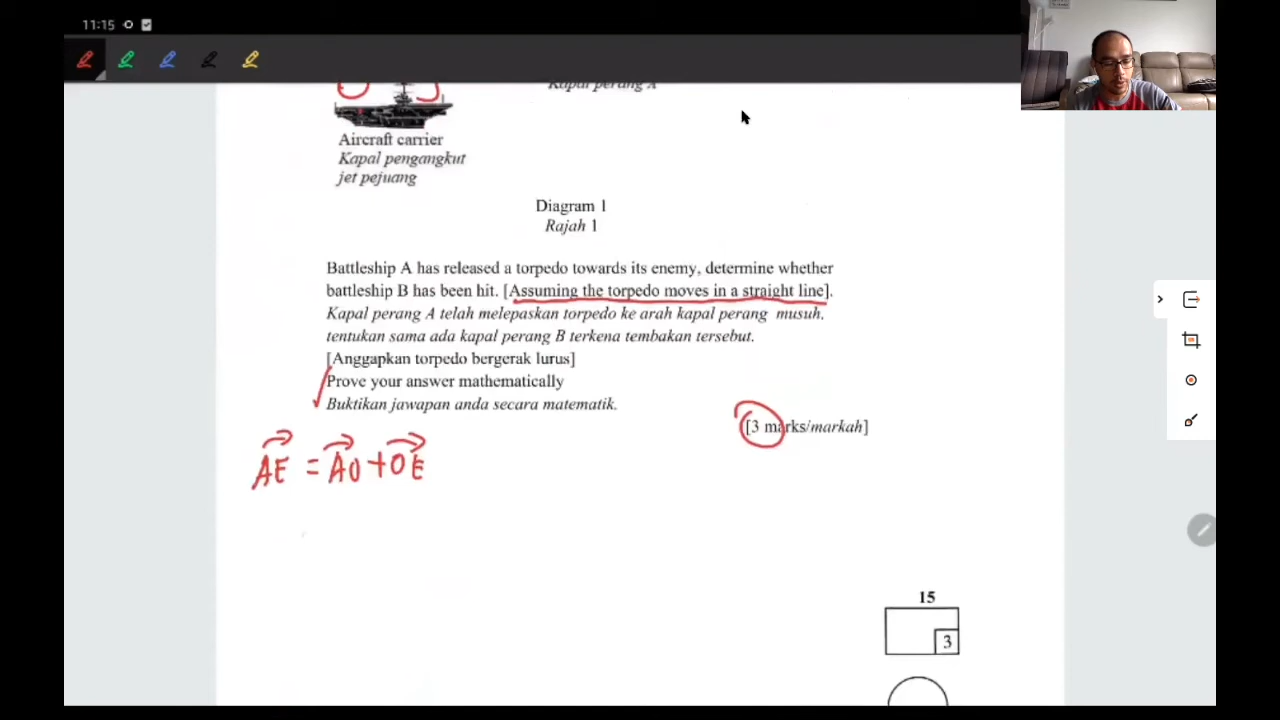 11:15
Kapal perang A
Aircraft carrier
Kapal pengangkut
jet pejuang
Diagram 1
Rajah 1
Battleship A has released a torpedo towards its enemy, determine whether
battleship B has been hit. [Assuming the torpedo moves in a straight line].
Kapal perang A telah melepaskan torpedo ke arah kapal perang musuh,
tentukan sama ada kapal perang B terkena tembakan tersebut.
[Anggapkan torpedo bergerak lurus]
Prove your answer mathematically
Buktikan jawapan anda secara matematik.
[3 marks/markah]
AE = AO + OE
15
3